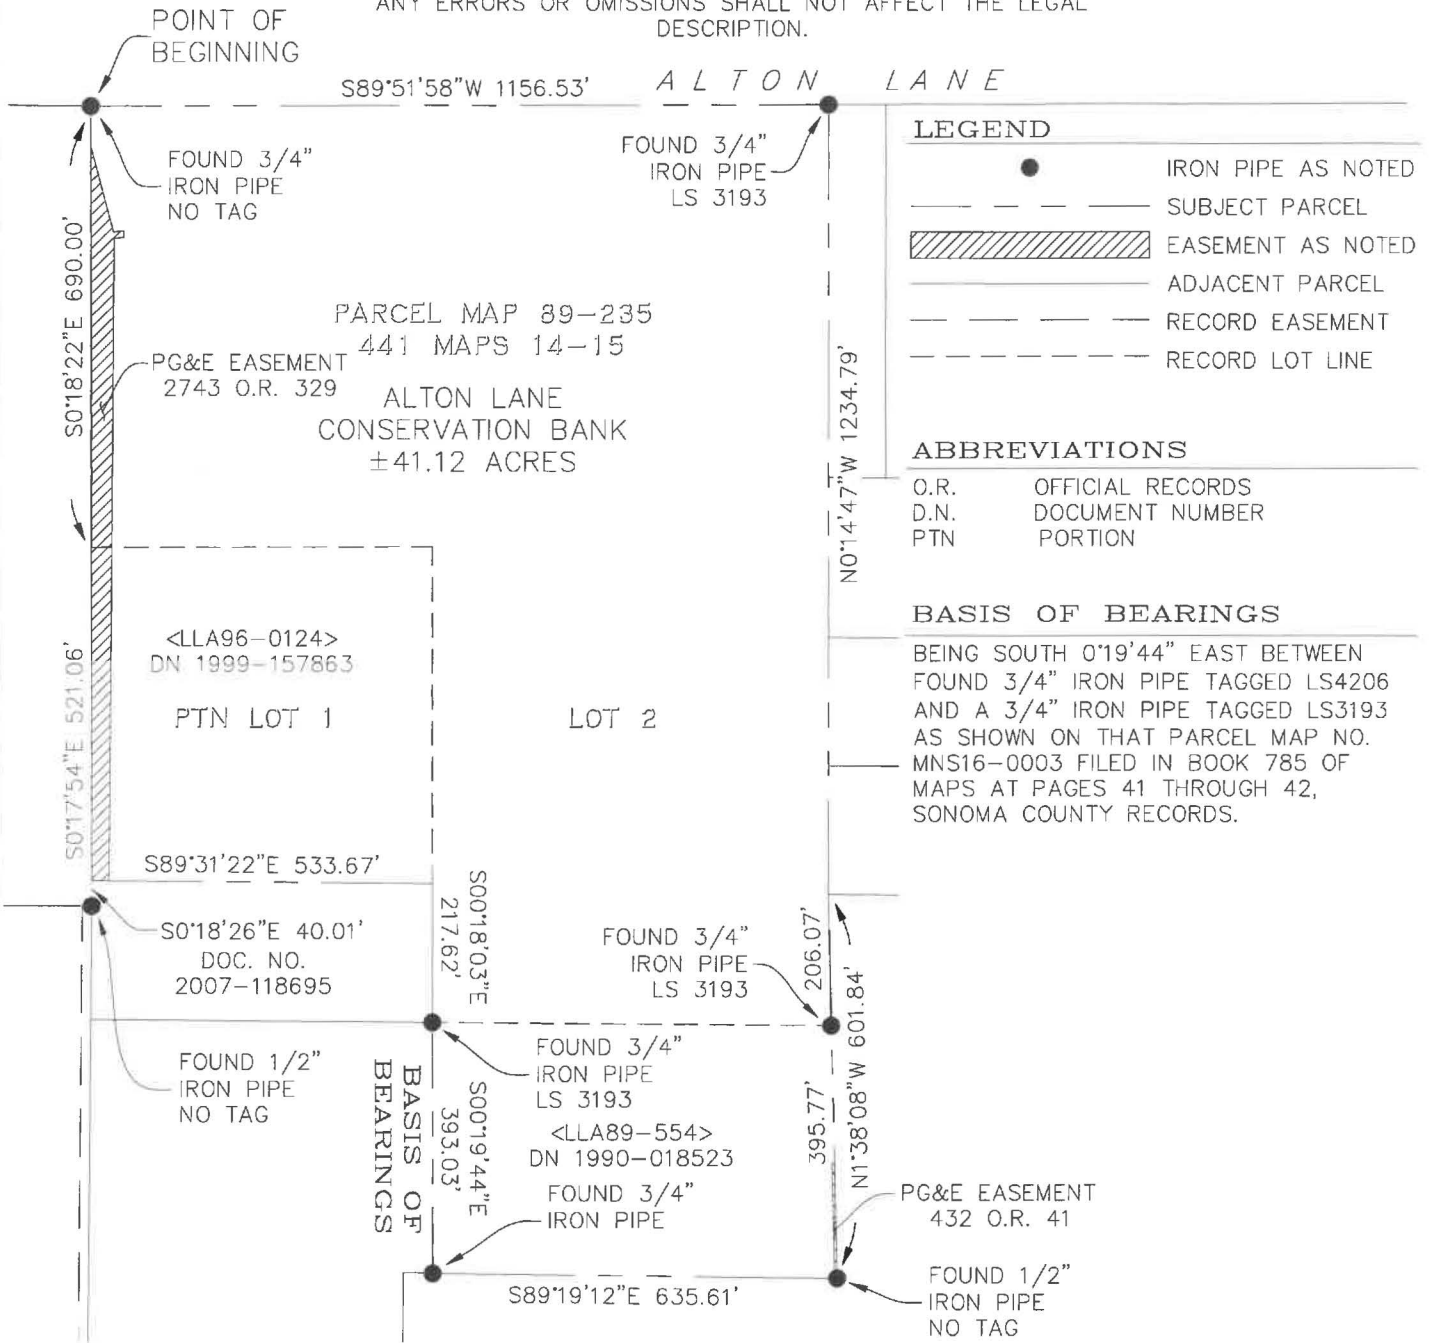 ANY ERRORS OR OMISSIONS SHALL NOT AFFECT THE LEGAL
DESCRIPTION.
POINT OF
BEGINNING
S89°51'58"W 1156.53'
ALTON LANE
FOUND 3/4"
IRON PIPE
NO TAG
FOUND 3/4"
IRON PIPE
LS 3193
LEGEND
IRON PIPE AS NOTED
SUBJECT PARCEL
EASEMENT AS NOTED
ADJACENT PARCEL
RECORD EASEMENT
RECORD LOT LINE
S0°18'22"E 690.00'
PARCEL MAP 89-235
441 MAPS 14-15
PG&E EASEMENT
2743 O.R. 329
ALTON LANE
CONSERVATION BANK
±41.12 ACRES
N0°14'47"W 1234.79'
ABBREVIATIONS
O.R. OFFICIAL RECORDS
D.N. DOCUMENT NUMBER
PTN PORTION
BASIS OF BEARINGS
BEING SOUTH 0°19'44" EAST BETWEEN
FOUND 3/4" IRON PIPE TAGGED LS4206
AND A 3/4" IRON PIPE TAGGED LS3193
AS SHOWN ON THAT PARCEL MAP NO.
MNS16-0003 FILED IN BOOK 785 OF
MAPS AT PAGES 41 THROUGH 42,
SONOMA COUNTY RECORDS.
<LLA96-0124>
DN 1999-157863
PTN LOT 1
LOT 2
S0°17'54"E 521.06'
S89°31'22"E 533.67'
S0°18'26"E 40.01'
DOC. NO.
2007-118695
S00°18'03"E
217.62'
FOUND 3/4"
IRON PIPE
LS 3193
206.07'
N1°38'08"W 601.84'
FOUND 1/2"
IRON PIPE
NO TAG
BASIS OF
BEARINGS
S00°19'44"E
393.03'
FOUND 3/4"
IRON PIPE
LS 3193
<LLA89-554>
DN 1990-018523
FOUND 3/4"
IRON PIPE
395.77'
PG&E EASEMENT
432 O.R. 41
S89°19'12"E 635.61'
FOUND 1/2"
IRON PIPE
NO TAG